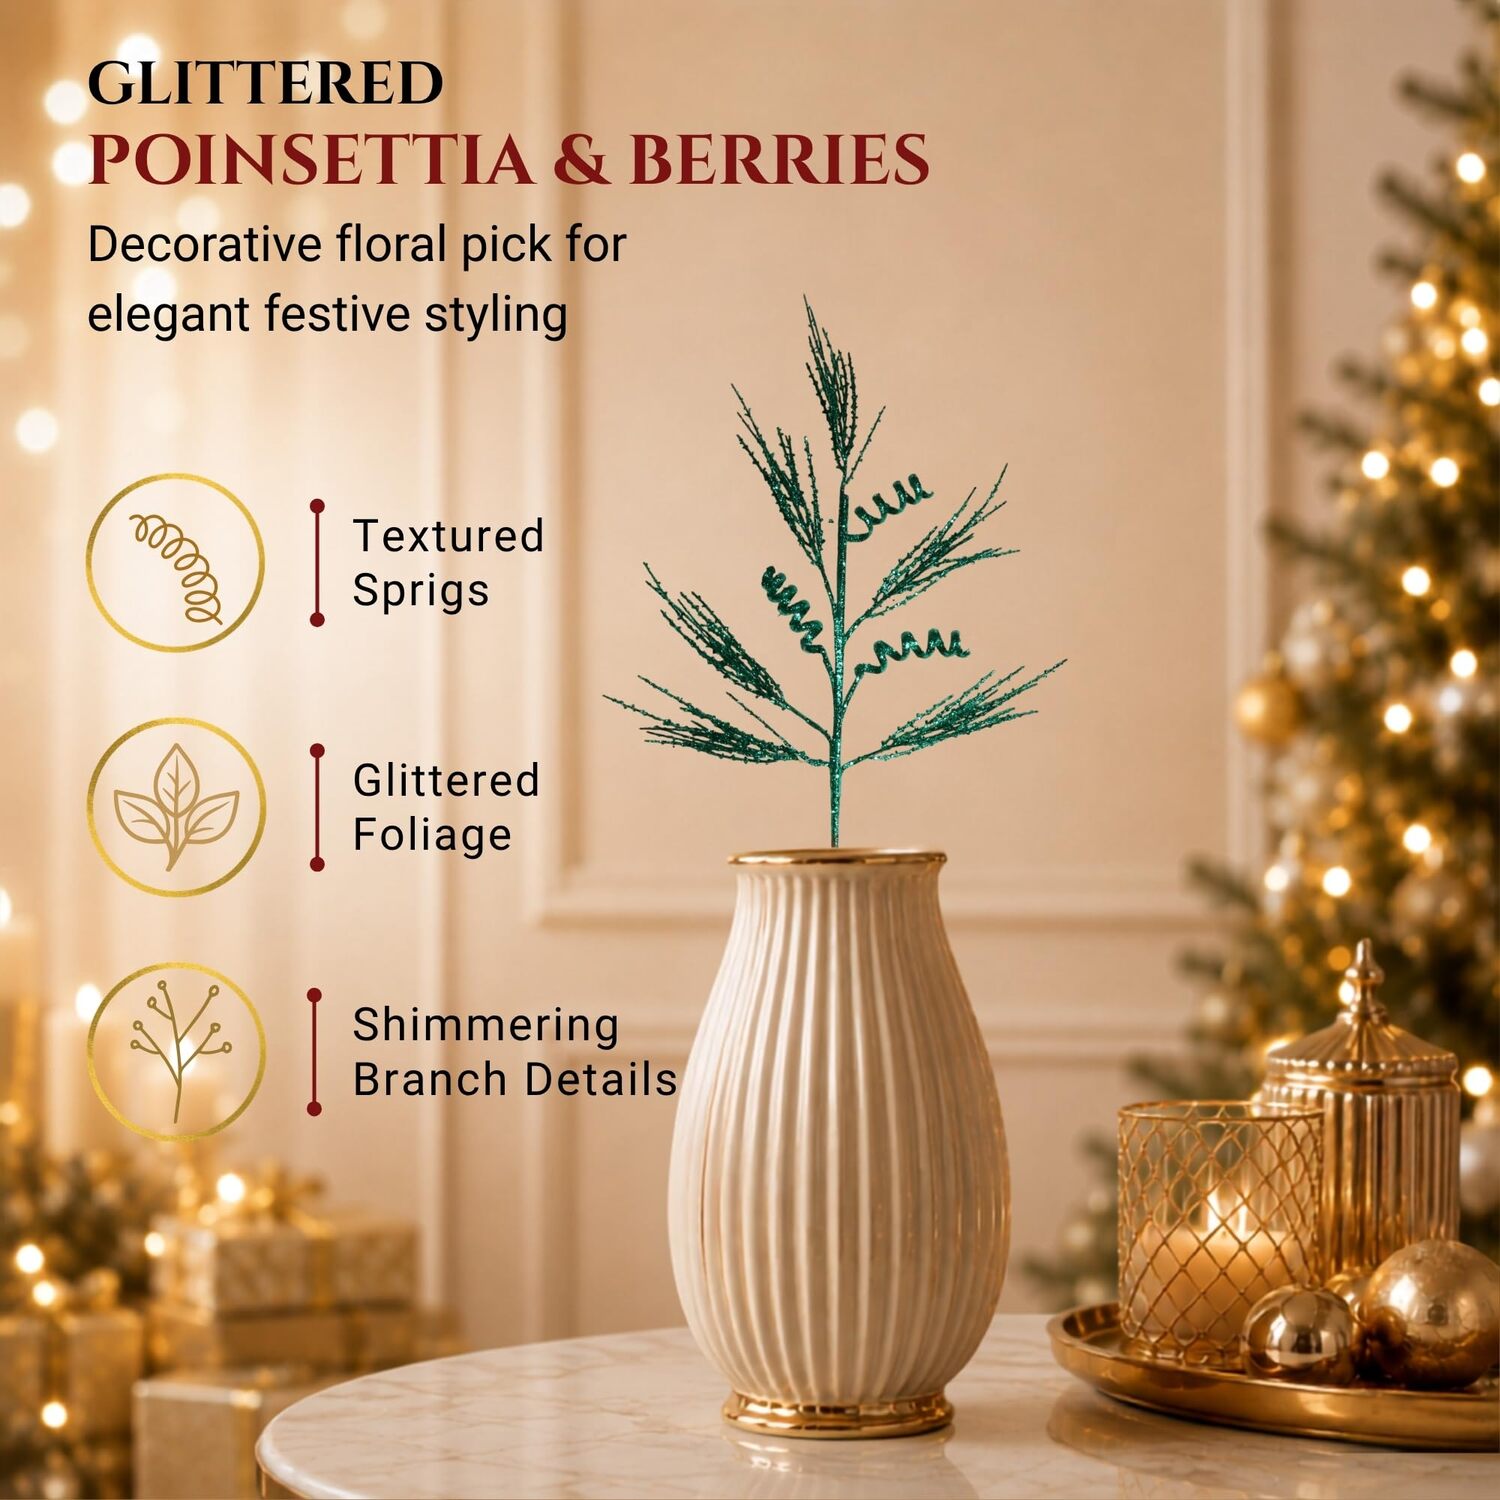 GLITTERED
POINSETTIA & BERRIES
Decorative floral pick for
elegant festive styling
Textured
Sprigs
Glittered
Foliage
Shimmering
Branch Details